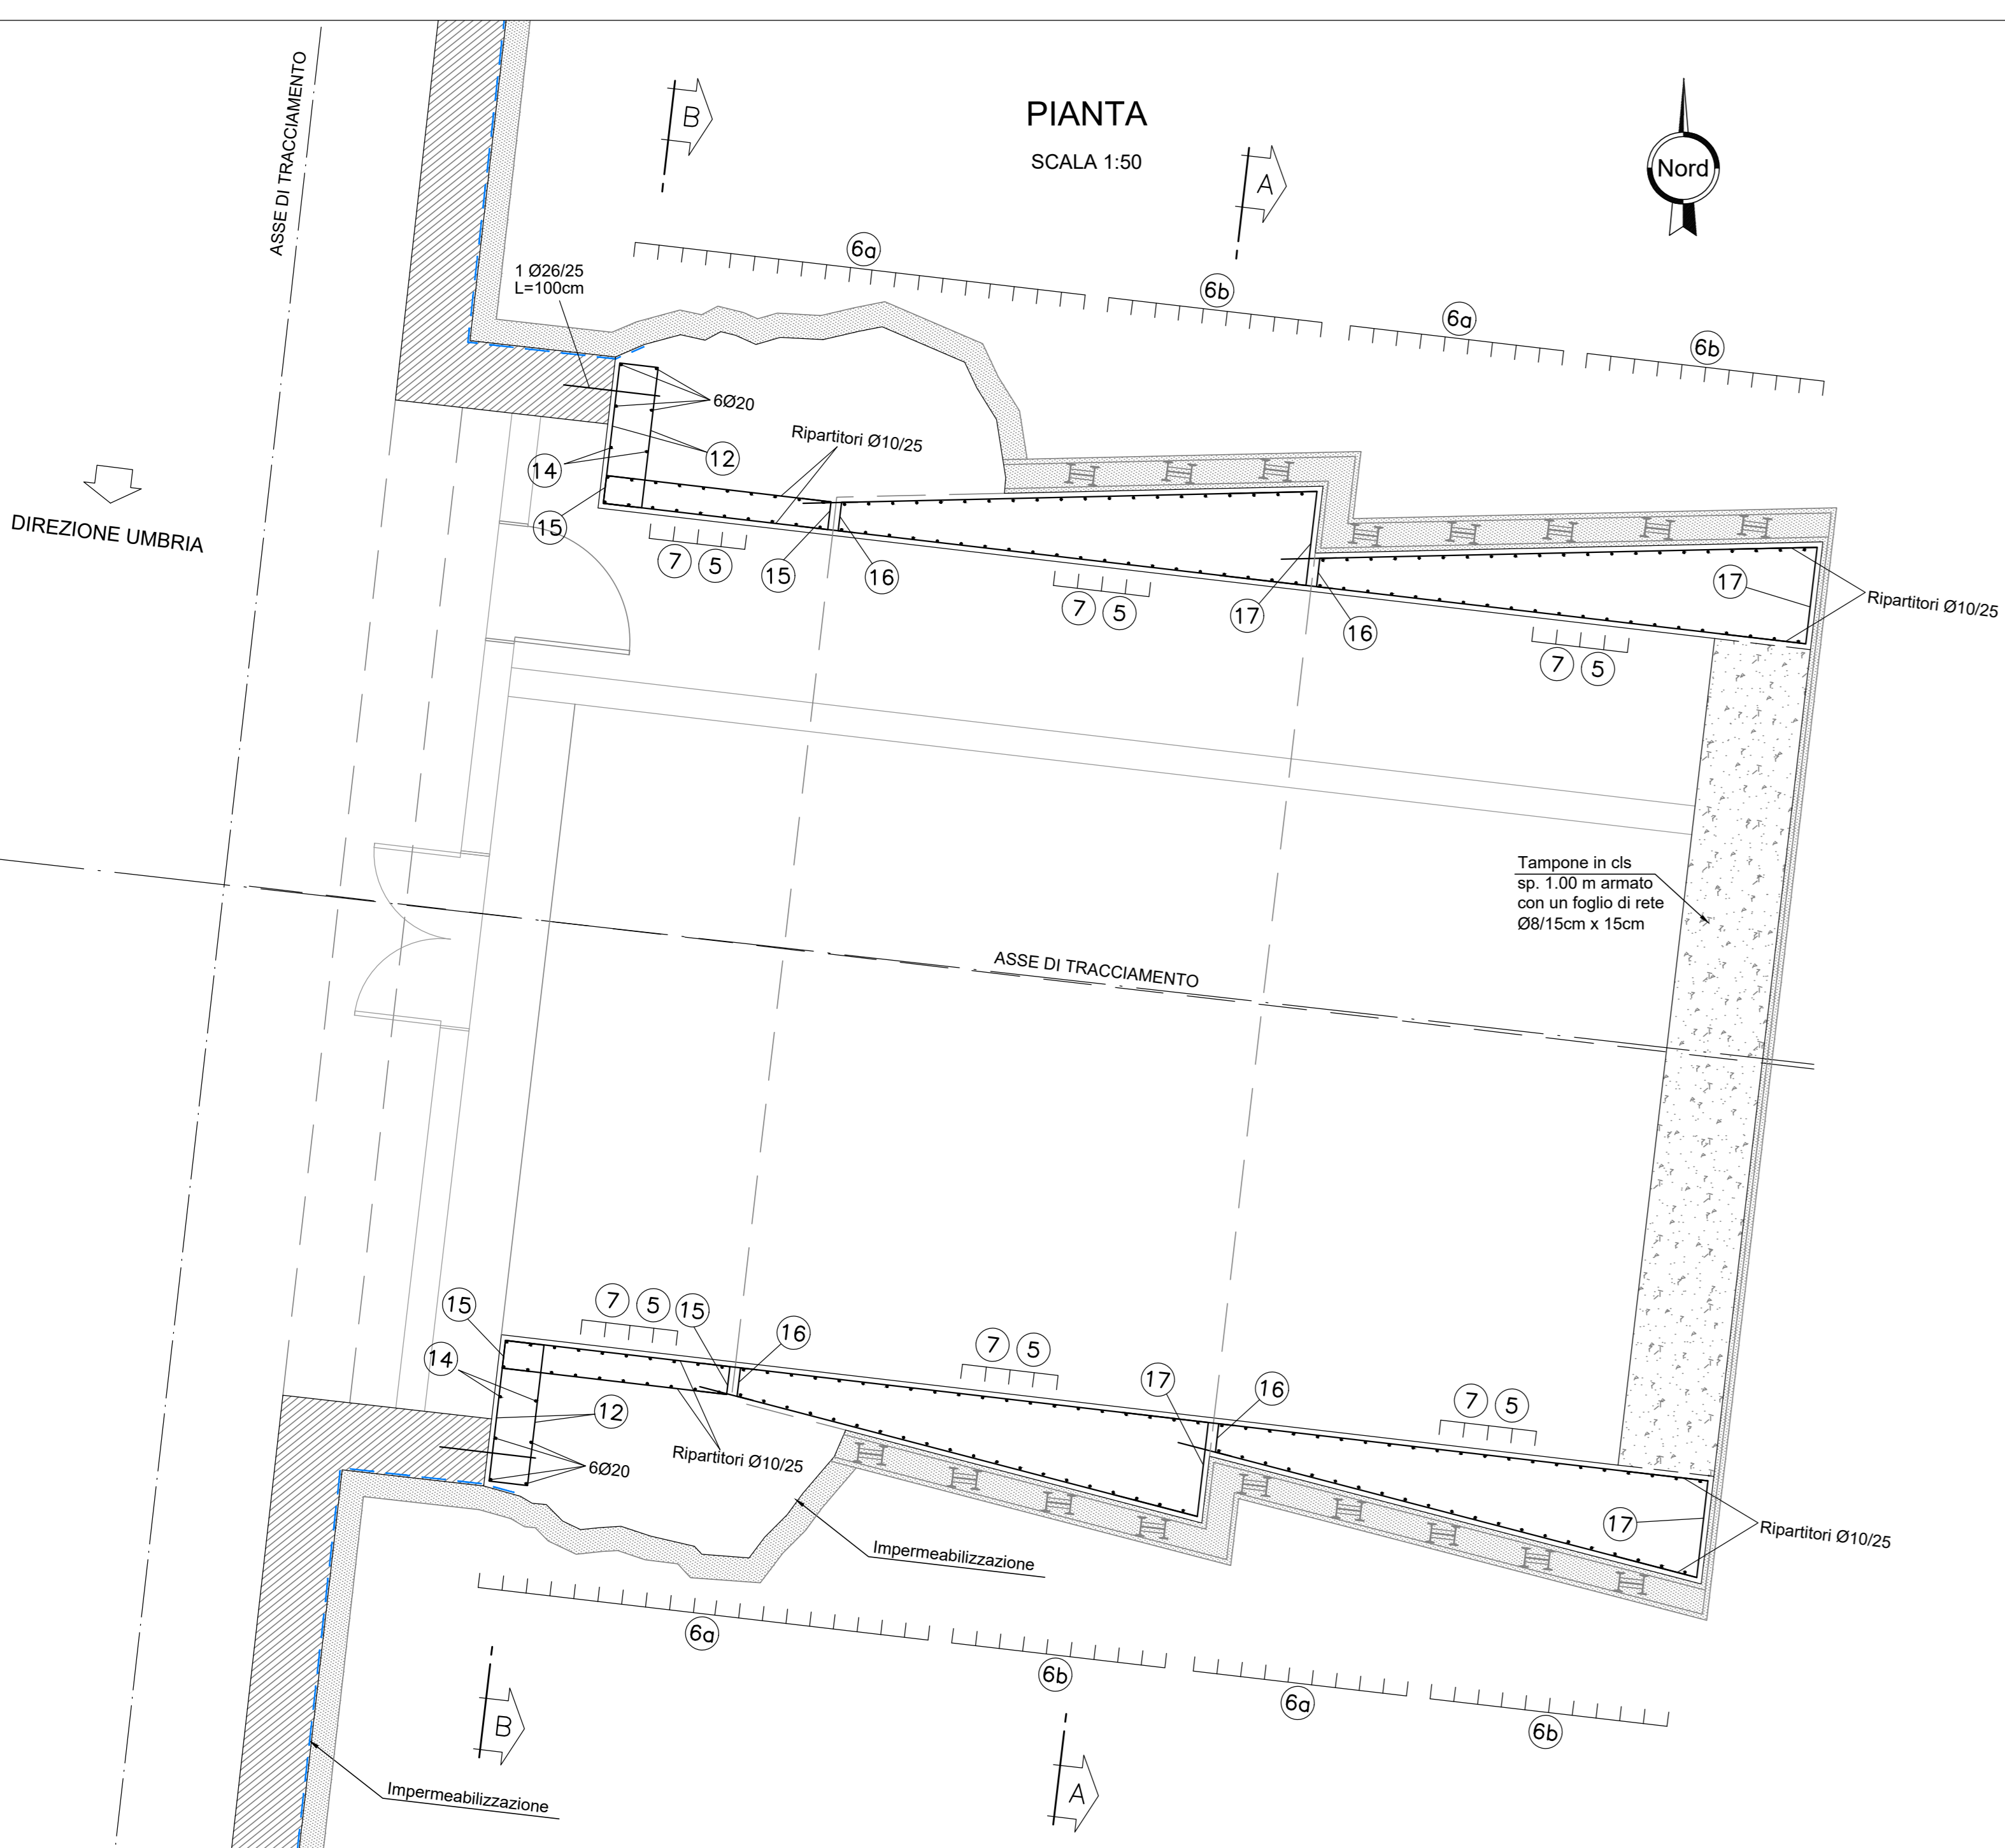 PIANTA
SCALA 1:50
Nord
ASSE DI TRACCIAMENTO
B
A
6a
6b
6a
6b
1 Ø26/25
L=100cm
6Ø20
Ripartitori Ø10/25
12
14
15
DIREZIONE UMBRIA
7 5
15
16
7 5
17
16
7 5
17
Ripartitori Ø10/25
Tampone in cls
sp. 1.00 m armato
con un foglio di rete
Ø8/15cm x 15cm
ASSE DI TRACCIAMENTO
15
7 5
15
16
14
12
6Ø20
Ripartitori Ø10/25
7 5
17
16
7 5
17
Ripartitori Ø10/25
Impermeabilizzazione
6a
6b
6a
6b
B
A
Impermeabilizzazione